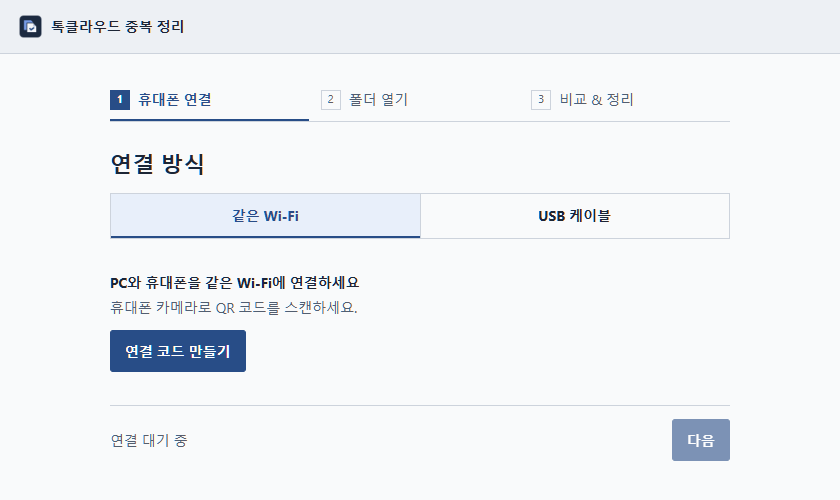 톡클라우드 중복 정리
1 휴대폰 연결
2 폴더 열기
3 비교 & 정리
연결 방식
같은 Wi-Fi
USB 케이블
PC와 휴대폰을 같은 Wi-Fi에 연결하세요
휴대폰 카메라로 QR 코드를 스캔하세요.
연결 코드 만들기
연결 대기 중
다음